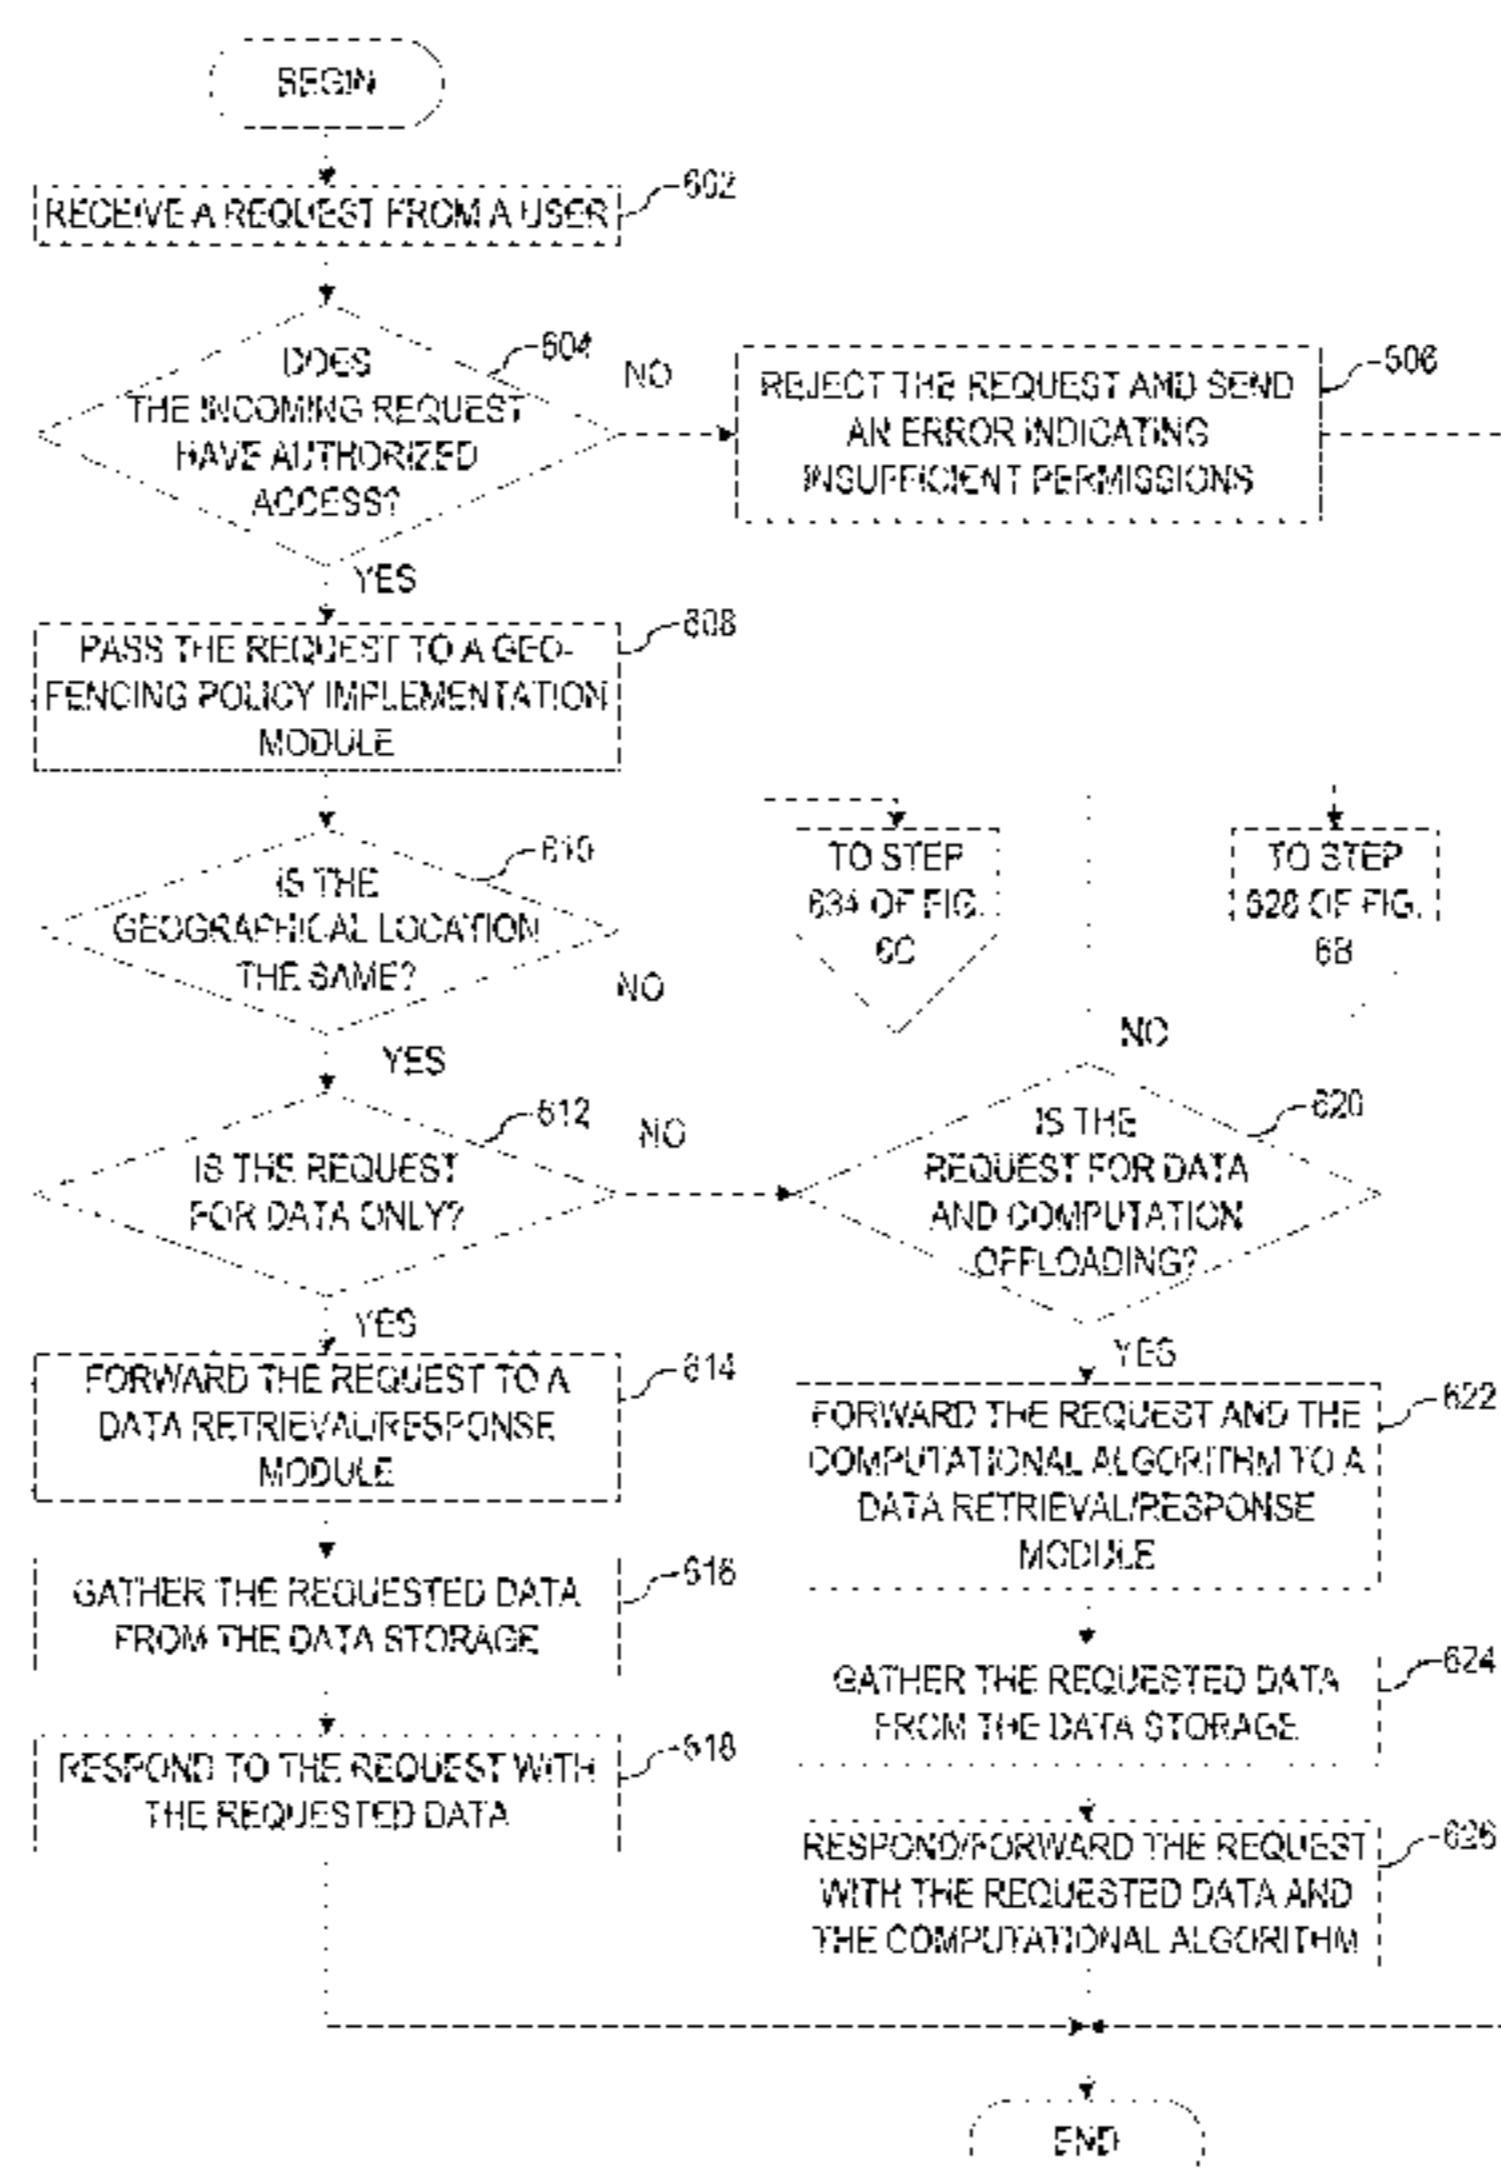 BEGIN
602
RECEIVE A REQUEST FROM A USER
604
DOES
THE INCOMING REQUEST
HAVE AUTHORIZED
ACCESS?
NO
606
REJECT THE REQUEST AND SEND
AN ERROR INDICATING
INSUFFICIENT PERMISSIONS
YES
608
PASS THE REQUEST TO A GEO-
FENCING POLICY IMPLEMENTATION
MODULE
610
IS THE
GEOGRAPHICAL LOCATION
THE SAME?
NO
YES
TO STEP
634 OF FIG.
6C
TO STEP
628 OF FIG.
6B
612
IS THE REQUEST
FOR DATA ONLY?
NO
YES
NO
620
IS THE
REQUEST FOR DATA
AND COMPUTATION
OFFLOADING?
YES
614
FORWARD THE REQUEST TO A
DATA RETRIEVAL/RESPONSE
MODULE
622
FORWARD THE REQUEST AND THE
COMPUTATIONAL ALGORITHM TO A
DATA RETRIEVAL/RESPONSE
MODULE
616
GATHER THE REQUESTED DATA
FROM THE DATA STORAGE
624
GATHER THE REQUESTED DATA
FROM THE DATA STORAGE
618
RESPOND TO THE REQUEST WITH
THE REQUESTED DATA
626
RESPOND/FORWARD THE REQUEST
WITH THE REQUESTED DATA AND
THE COMPUTATIONAL ALGORITHM
END